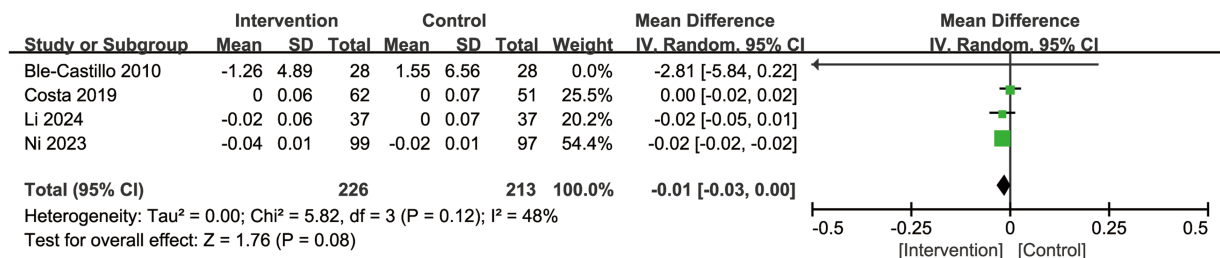 Intervention Control Mean Difference Mean Difference
Study or Subgroup Mean SD Total Mean SD Total Weight IV. Random. 95% CI IV. Random. 95% CI
Ble-Castillo 2010 -1.26 4.89 28 1.55 6.56 28 0.0% -2.81 [-5.84, 0.22]
Costa 2019 0 0.06 62 0 0.07 51 25.5% 0.00 [-0.02, 0.02]
Li 2024 -0.02 0.06 37 0 0.07 37 20.2% -0.02 [-0.05, 0.01]
Ni 2023 -0.04 0.01 99 -0.02 0.01 97 54.4% -0.02 [-0.02, -0.02]
Total (95% CI) 226 213 100.0% -0.01 [-0.03, 0.00]
Heterogeneity: Tau² = 0.00; Chi² = 5.82, df = 3 (P = 0.12); I² = 48%
Test for overall effect: Z = 1.76 (P = 0.08)
-0.5 -0.25 0 0.25 0.5
[Intervention] [Control]